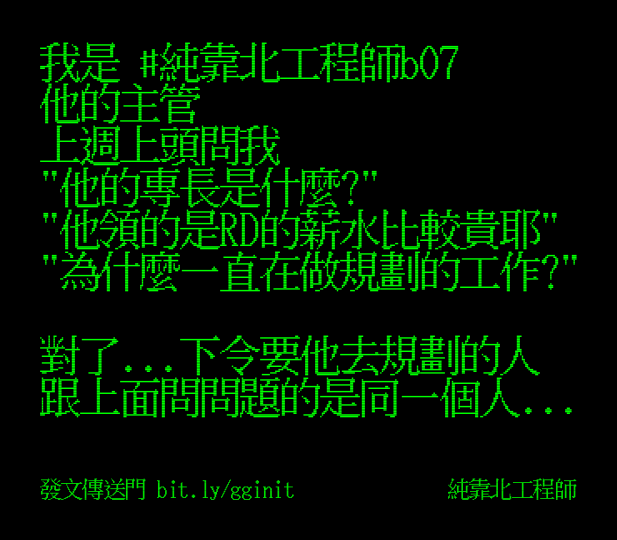 我是 #純靠北工程師b07
他的主管
上週上頭問我
"他的專長是什麼?"
"他領的是RD的薪水比較貴耶"
"為什麼一直在做規劃的工作?"
對了...下令要他去規劃的人
跟上面問問題的是同一個人...
發文傳送門 bit.ly/gginit
純靠北工程師